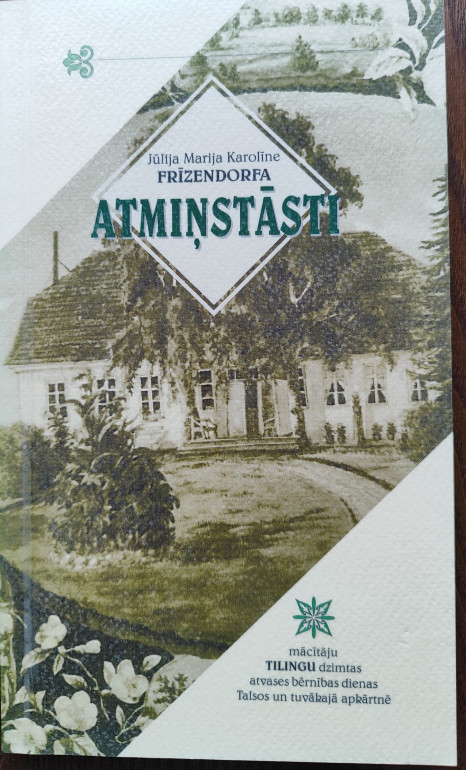 Jūlija Marija Karolīne
FRĪZENDORFA
ATMIŅSTĀSTI
mācītāju
TILINGU dzimtas
atvases bērnības dienas
Talsos un tuvākajā apkārtnē